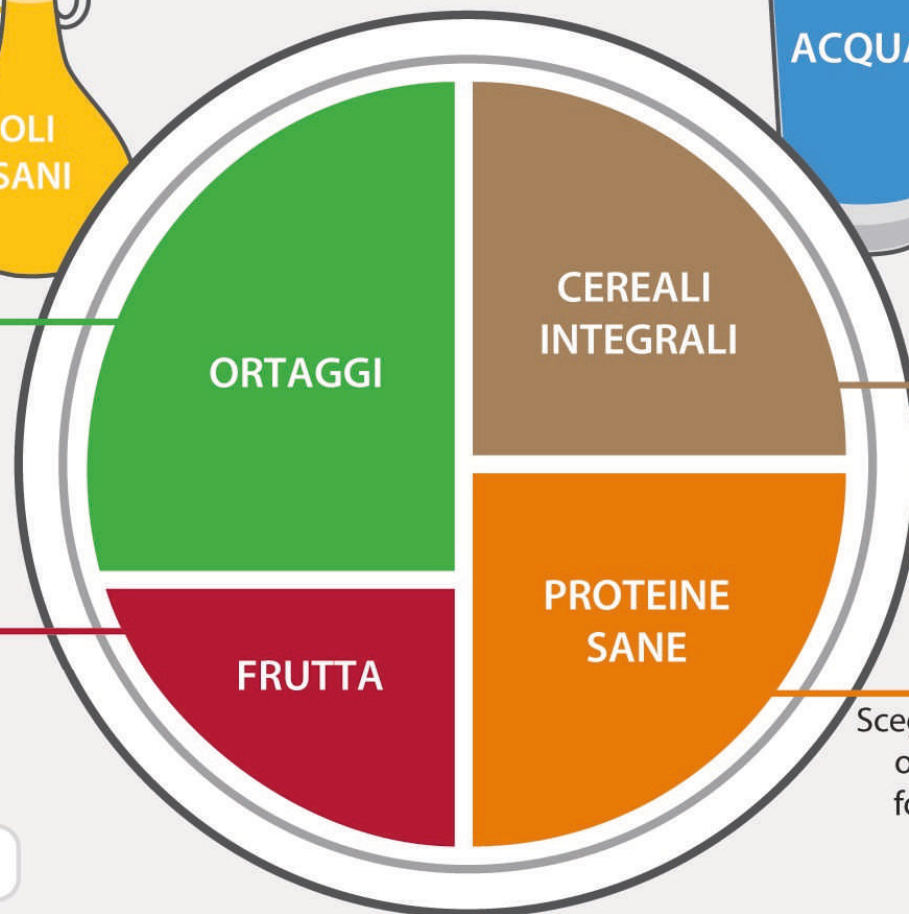 ACQUA
OLI
SANI
CEREALI
INTEGRALI
ORTAGGI
PROTEINE
SANE
FRUTTA